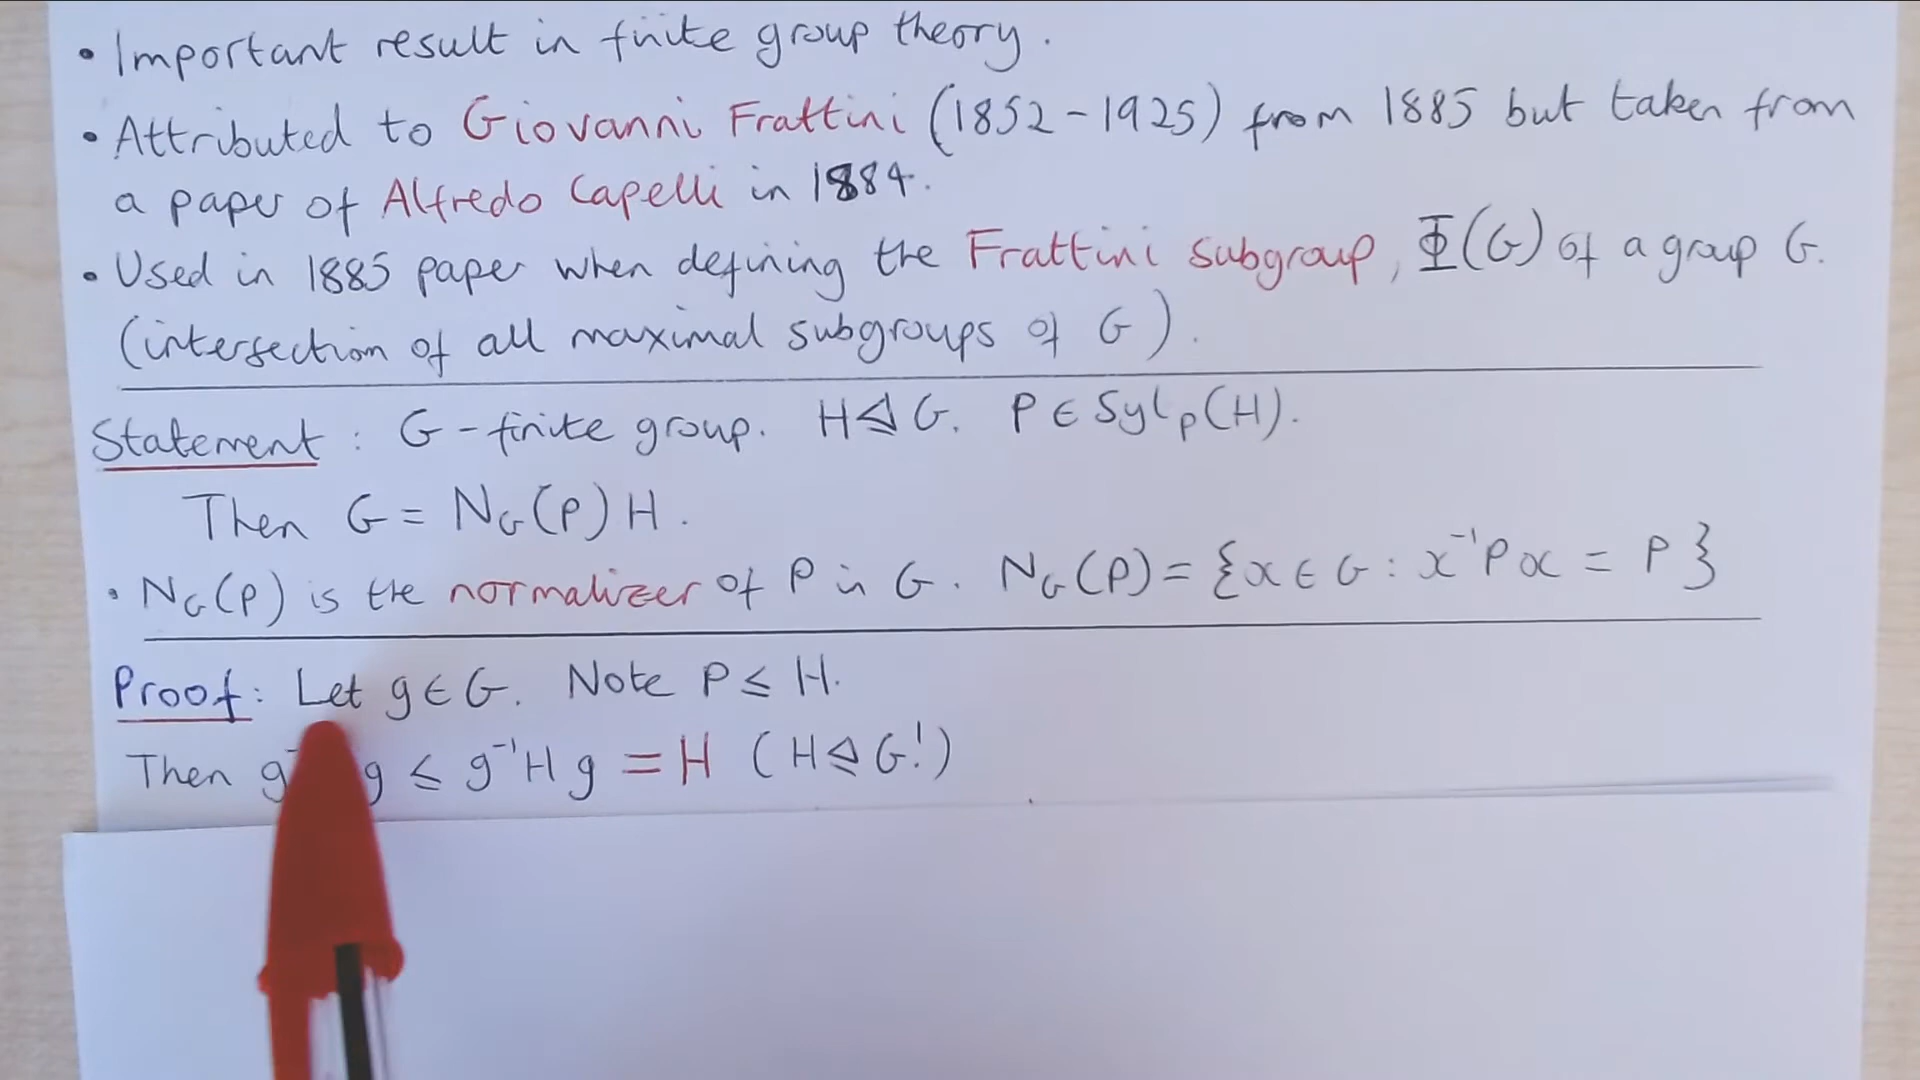 • Important result in finite group theory.
• Attributed to Giovanni Frattini (1852-1925) from 1885 but taken from
a paper of Alfredo Capelli in 1884.
• Used in 1885 paper when defining the Frattini subgroup, Φ(G) of a group G.
(intersection of all maximal subgroups of G).
Statement: G-finite group. H⊴G. P∈Syl_p(H).
Then G = N_G(P)H.
• N_G(P) is the normalizer of P in G. N_G(P) = {x∈G : x⁻¹Px = P}
Proof: Let g∈G. Note P ≤ H.
Then g g ≤ g⁻¹Hg = H (H⊴G!)